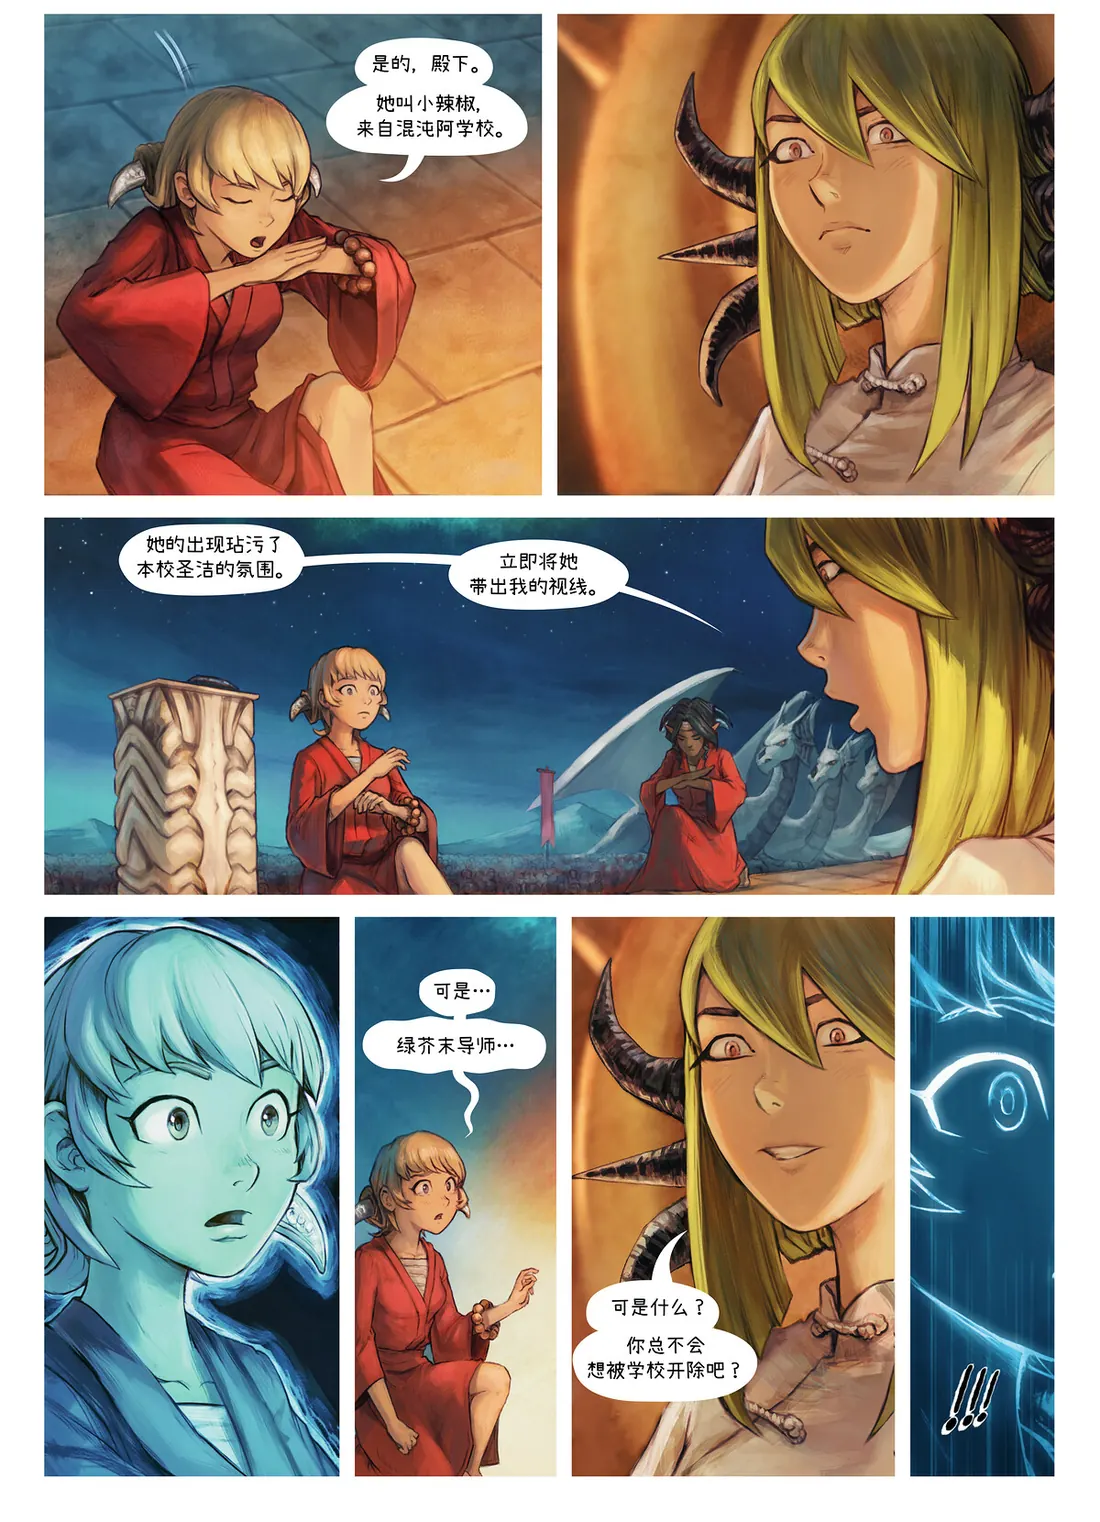 是的，殿下。
她叫小辣椒，
来自混沌阿学校。
她的出现玷污了
本校圣洁的氛围。
立即将她
带出我的视线。
可是…
绿芥末导师…
可是什么？
你总不会
想被学校开除吧？
!!!